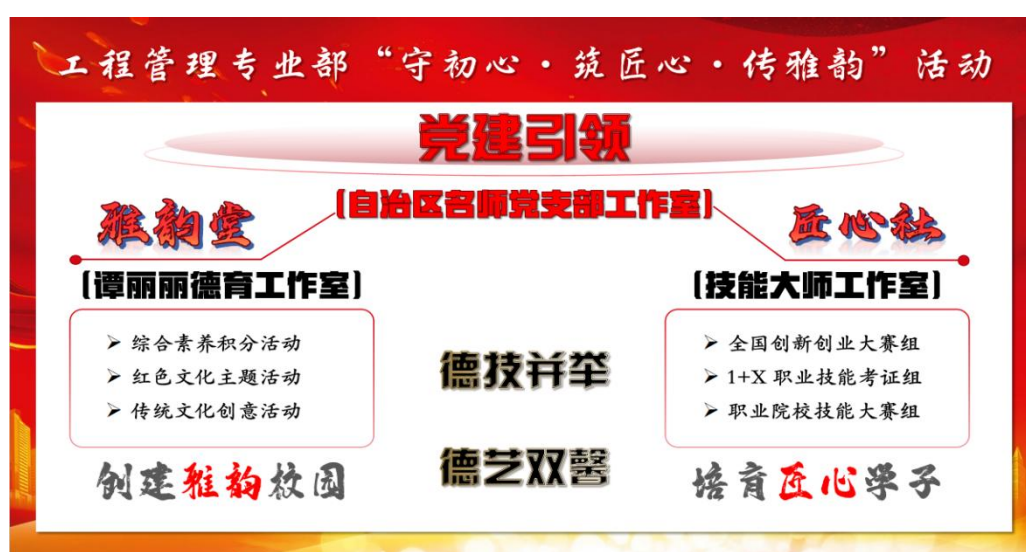 工程管理专业部“守初心·筑匠心·传雅韵”活动
党建引领
(自治区名师党支部工作室)
雅韵堂
(谭丽丽德育工作室)
➢ 综合素养积分活动
➢ 红色文化主题活动
➢ 传统文化创意活动
创建雅韵校园
德技并举
德艺双馨
匠心社
(技能大师工作室)
➢ 全国创新创业大赛组
➢ 1+X 职业技能考证组
➢ 职业院校技能大赛组
培育匠心学子